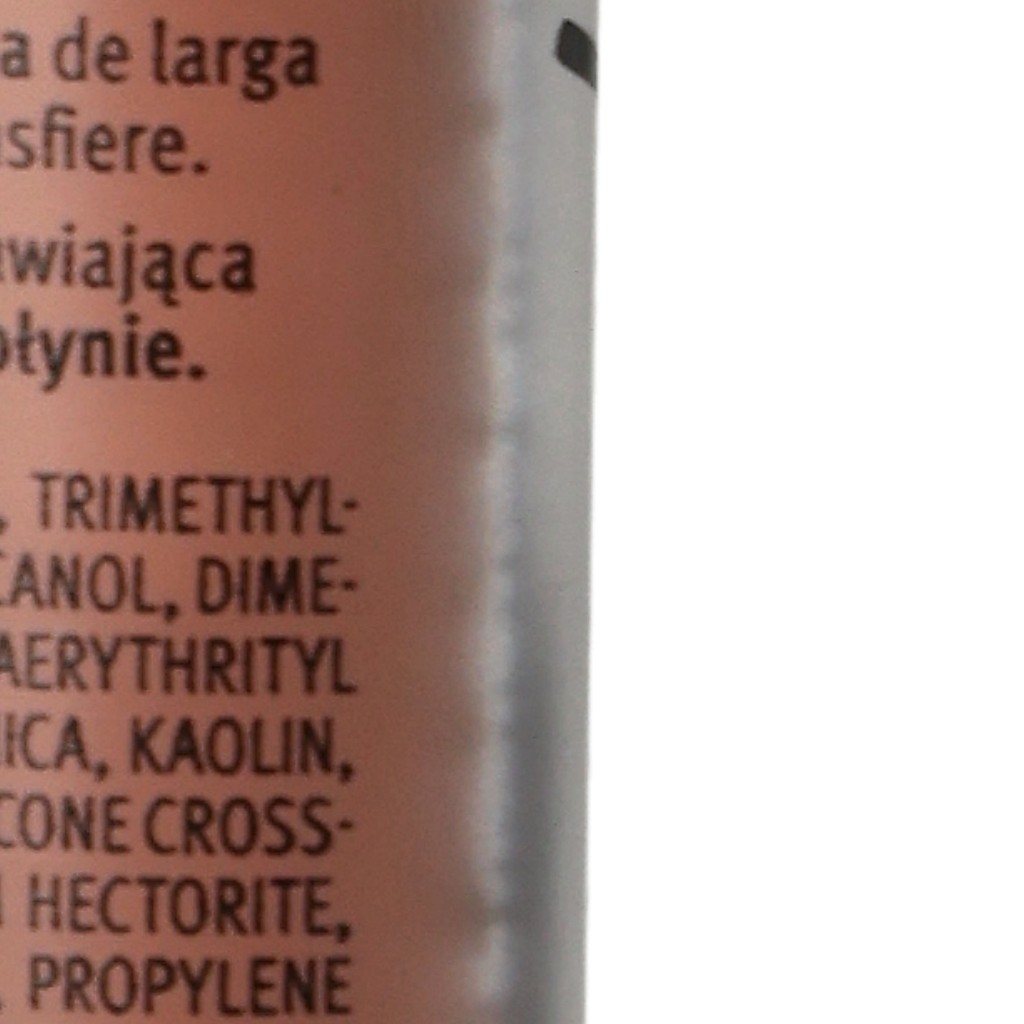 a de larga
sfiere.
wiająca
łynie.
, TRIMETHYL-
CANOL, DIME-
AERYTHRITYL
ICA, KAOLIN,
CONE CROSS-
HECTORITE,
PROPYLENE